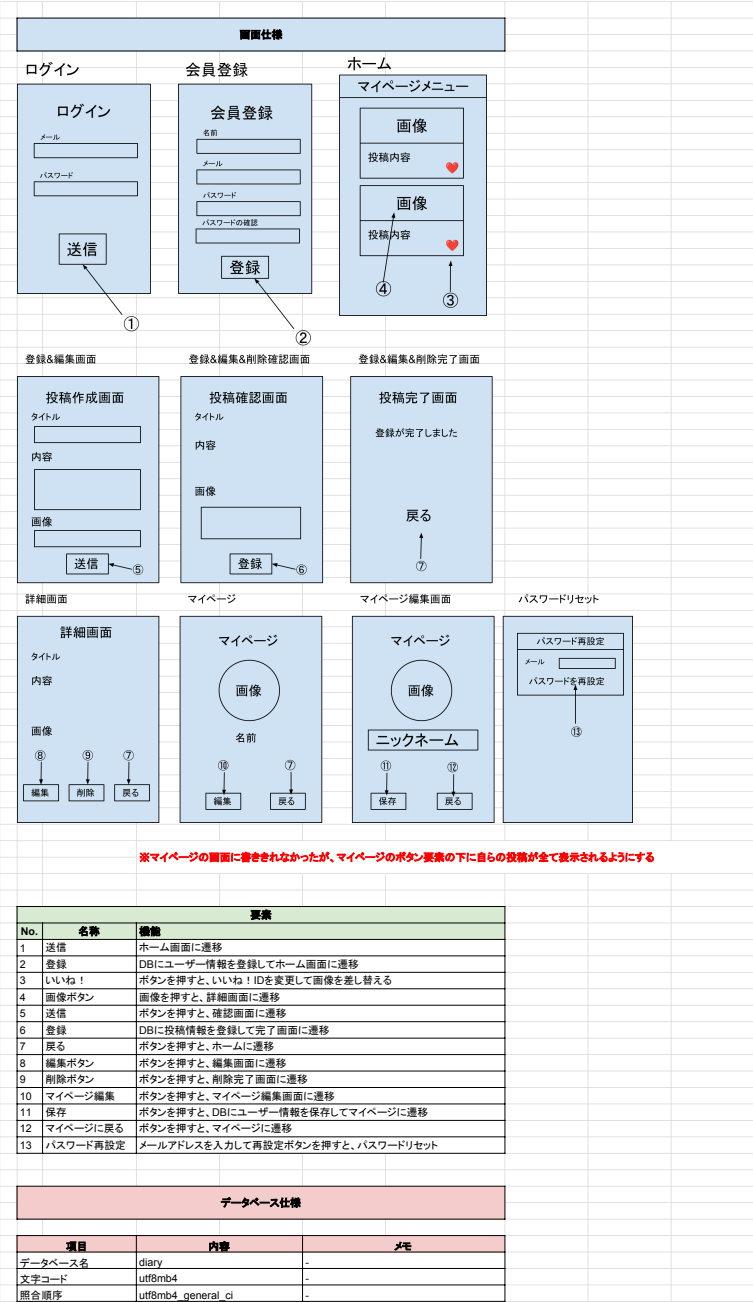 画面仕様
ログイン
会員登録
ホーム
ログイン
メール
パスワード
送信
①
会員登録
名前
メール
パスワード
パスワードの確認
登録
②
マイページメニュー
画像
投稿内容
画像
投稿内容
④
③
登録&編集画面
登録&編集&削除確認画面
登録&編集&削除完了画面
投稿作成画面
タイトル
内容
画像
送信
⑤
投稿確認画面
タイトル
内容
画像
登録
⑥
投稿完了画面
登録が完了しました
戻る
⑦
詳細画面
マイページ
マイページ編集画面
パスワードリセット
詳細画面
タイトル
内容
画像
⑧ ⑨ ⑦
編集 削除 戻る
マイページ
画像
名前
⑩ ⑦
編集 戻る
マイページ
画像
ニックネーム
⑪ ⑫
保存 戻る
パスワード再設定
メール
パスワードを再設定
⑬
※マイページの画面に書ききれなかったが、マイページのボタン要素の下に自らの投稿が全て表示されるようにする
要素
No. 名称 機能
1 送信 ホーム画面に遷移
2 登録 DBにユーザー情報を登録してホーム画面に遷移
3 いいね！ ボタンを押すと、いいね！IDを変更して画像を差し替える
4 画像ボタン 画像を押すと、詳細画面に遷移
5 送信 ボタンを押すと、確認画面に遷移
6 登録 DBに投稿情報を登録して完了画面に遷移
7 戻る ボタンを押すと、ホームに遷移
8 編集ボタン ボタンを押すと、編集画面に遷移
9 削除ボタン ボタンを押すと、削除完了画面に遷移
10 マイページ編集 ボタンを押すと、マイページ編集画面に遷移
11 保存 ボタンを押すと、DBにユーザー情報を保存してマイページに遷移
12 マイページに戻る ボタンを押すと、マイページに遷移
13 パスワード再設定 メールアドレスを入力して再設定ボタンを押すと、パスワードリセット
データベース仕様
項目 内容 メモ
データベース名 diary -
文字コード utf8mb4 -
照合順序 utf8mb4_general_ci -